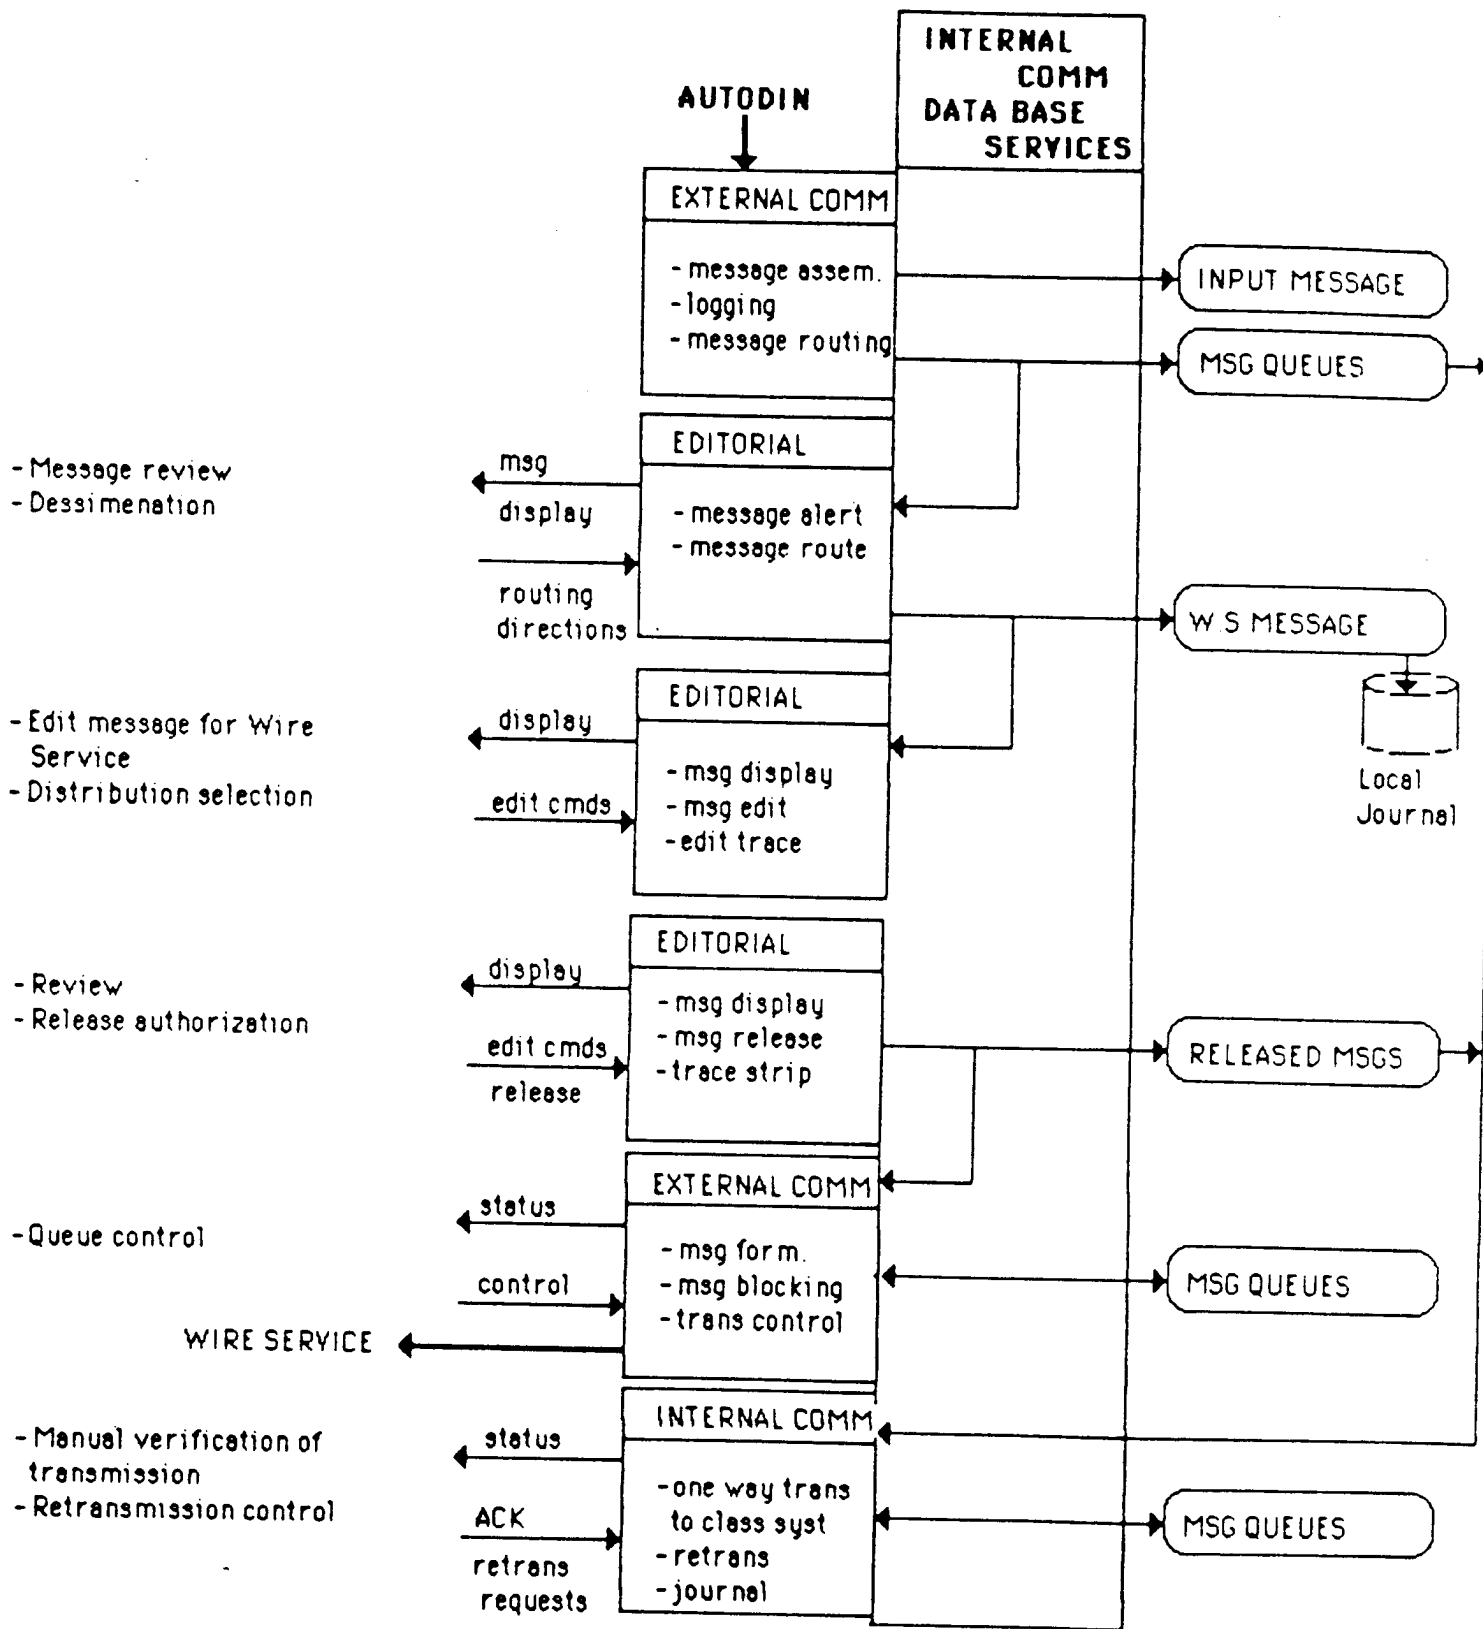 INTERNAL
COMM
DATA BASE
SERVICES
AUTODIN
EXTERNAL COMM
- message assem.
- logging
- message routing
INPUT MESSAGE
MSG QUEUES
- Message review
- Dessimenation
msg
display
routing
directions
EDITORIAL
- message alert
- message route
W.S MESSAGE
Local
Journal
- Edit message for Wire
Service
- Distribution selection
display
edit cmds
EDITORIAL
- msg display
- msg edit
- edit trace
- Review
- Release authorization
display
edit cmds
release
EDITORIAL
- msg display
- msg release
- trace strip
RELEASED MSGS
- Queue control
status
control
WIRE SERVICE
EXTERNAL COMM
- msg form.
- msg blocking
- trans control
MSG QUEUES
- Manual verification of
transmission
- Retransmission control
status
ACK
retrans
requests
INTERNAL COMM
- one way trans
to class syst
- retrans
- journal
MSG QUEUES